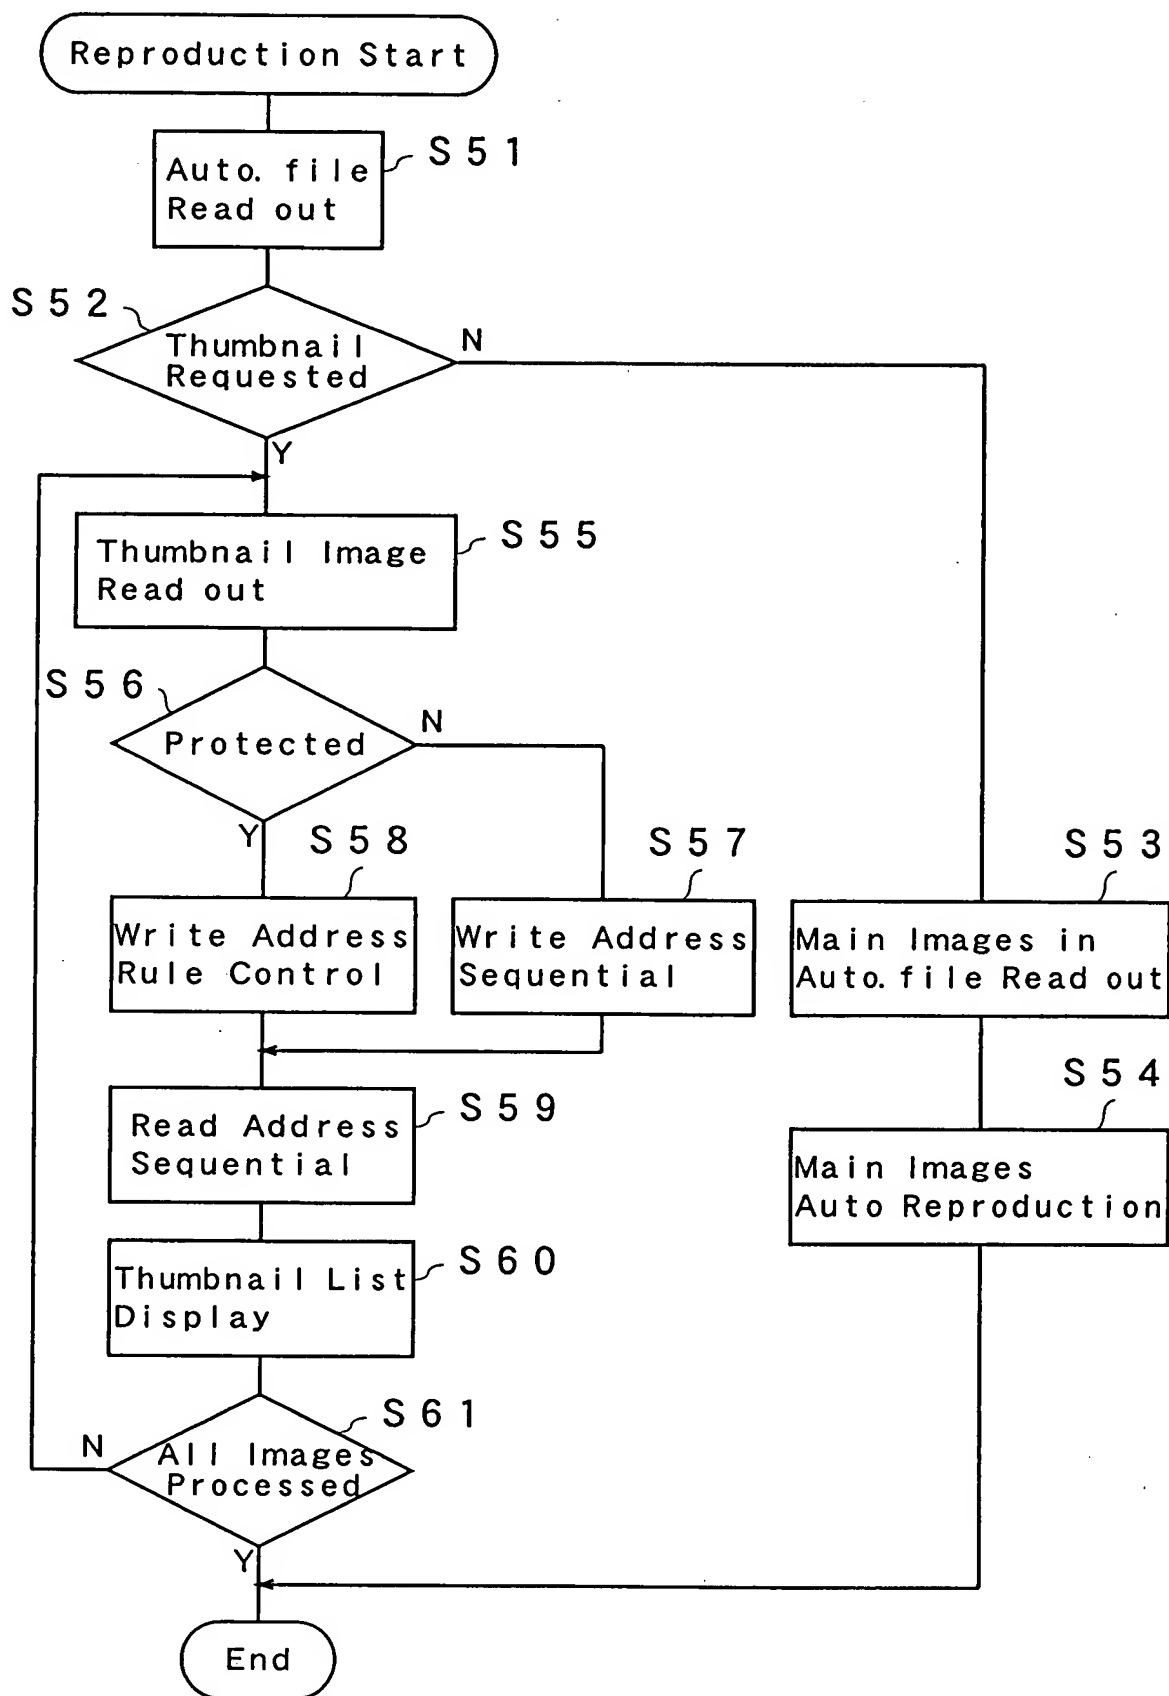 Reproduction Start
S51
Auto. file
Read out
S52
Thumbnail
Requested
N
Y
S55
Thumbnail Image
Read out
S56
Protected
N
Y
S58
Write Address
Rule Control
S57
Write Address
Sequential
S53
Main Images in
Auto. file Read out
S59
Read Address
Sequential
S54
Main Images
Auto Reproduction
S60
Thumbnail List
Display
S61
All Images
Processed
N
Y
End